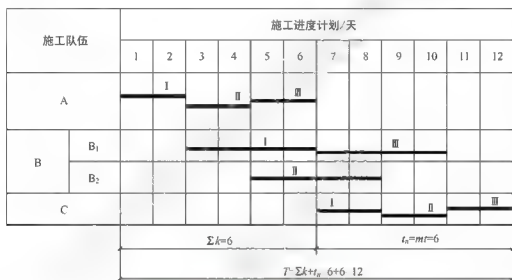 施工队伍
施工进度计划/天
1 2 3 4 5 6 7 8 9 10 11 12
A
Ⅰ Ⅱ Ⅲ
B
B₁
Ⅰ Ⅲ
B₂
Ⅱ
C
Ⅰ Ⅱ Ⅲ
Σk=6
tₙ=mt=6
T=Σk+tₙ 6+6 12